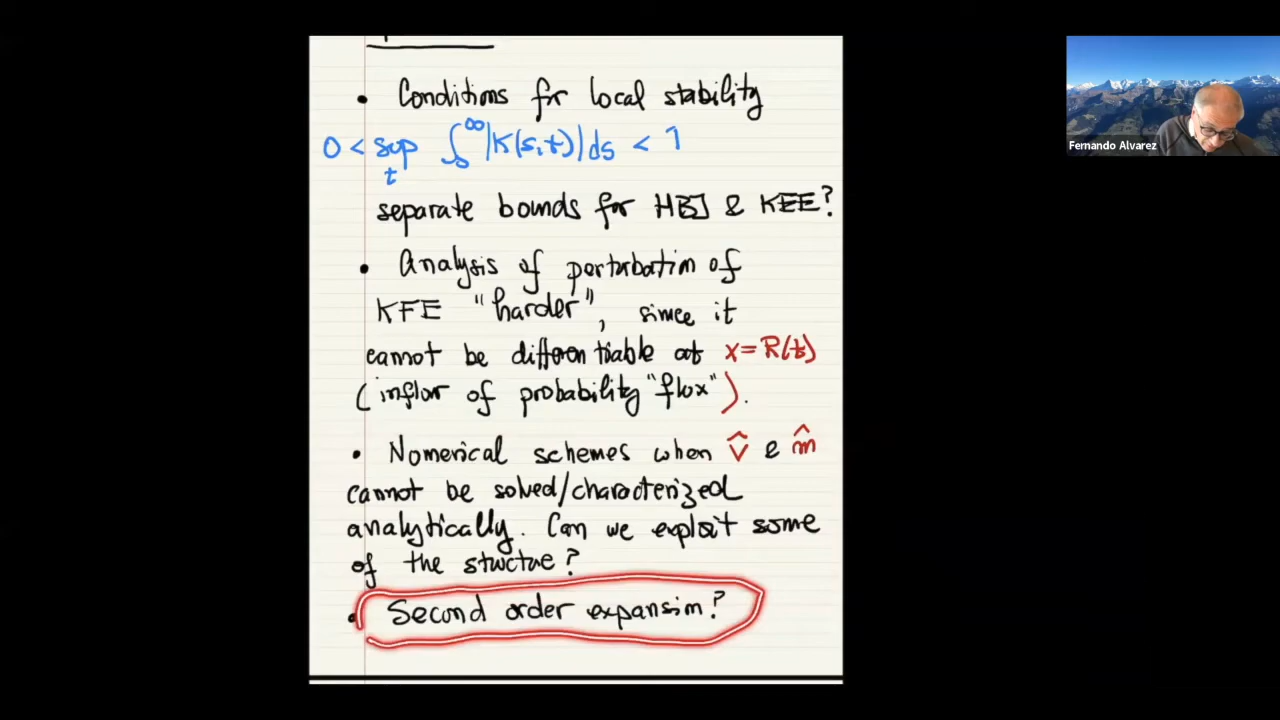 • Conditions for local stability
0 < sup ∫₀^∞ |K(s,t)| ds < 1
t
separate bounds for HBJ & KFE?
• Analysis of perturbation of
KFE "harder", since it
cannot be differentiable at x=R(t)
(inflow of probability "flux").
• Numerical schemes when v̂ & m̂
cannot be solved/characterized
analytically. Can we exploit some
of the structure?
• Second order expansion?
Fernando Alvarez